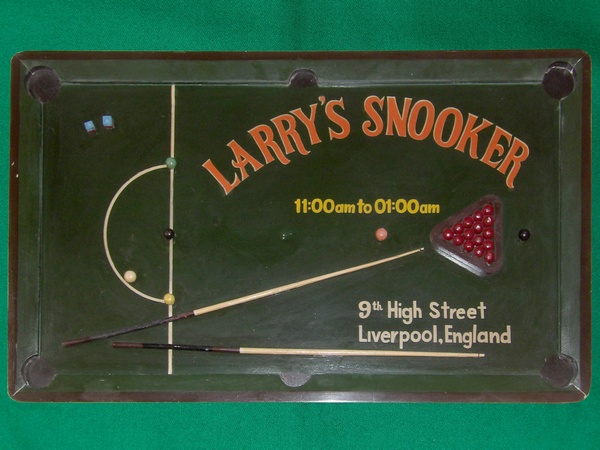 LARRY'S SNOOKER
11:00am to 01:00am
9th High Street
Liverpool, England